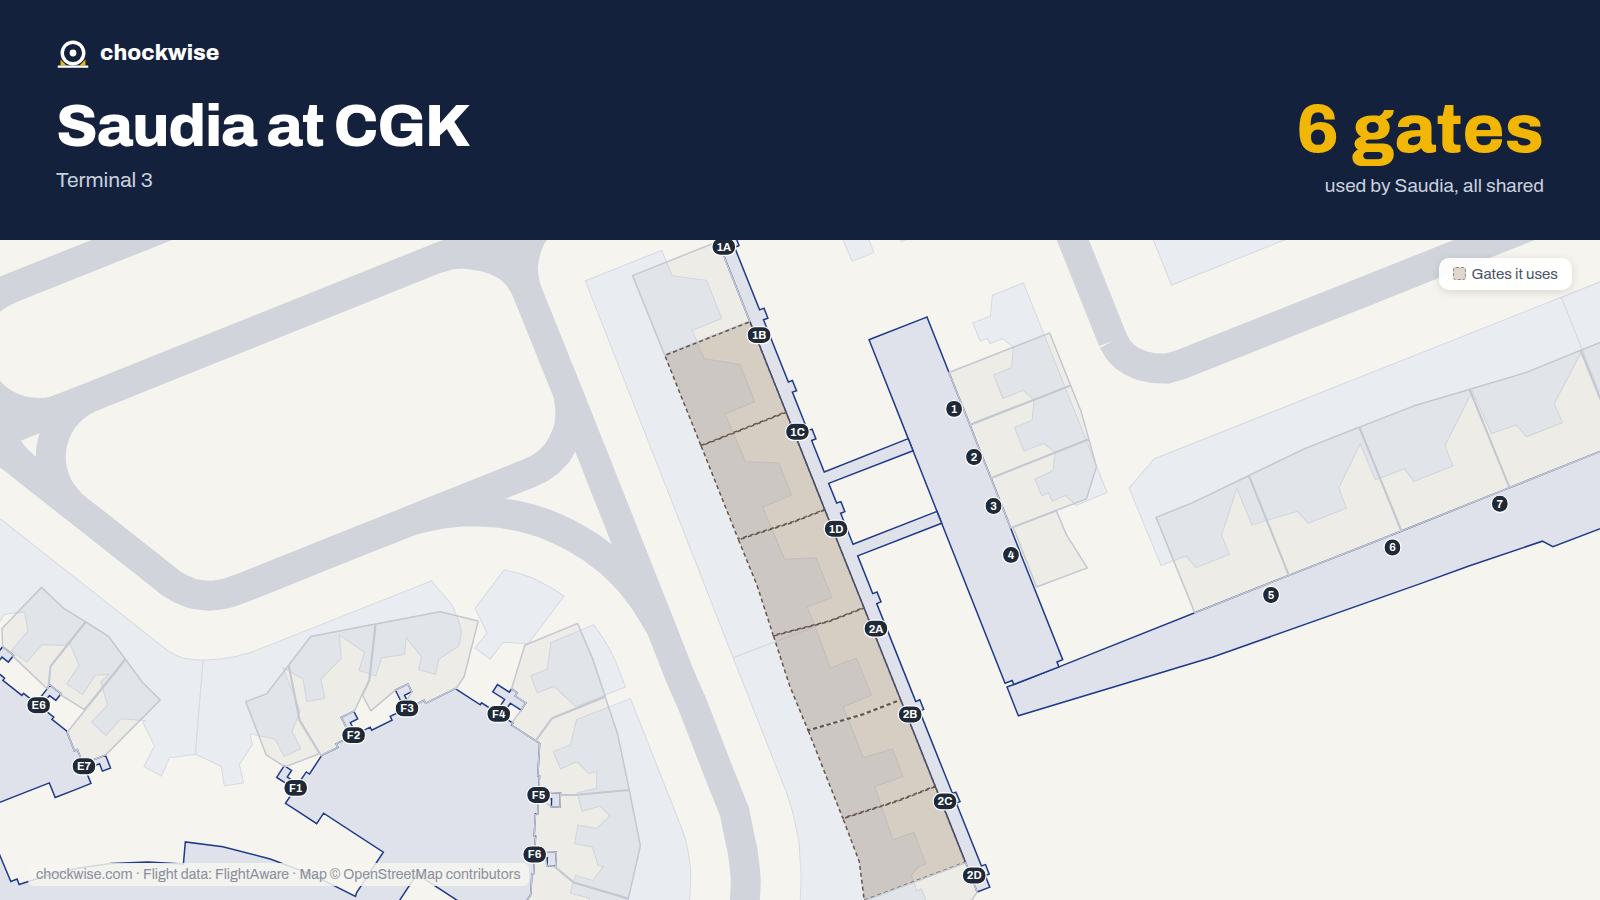 chockwise
Saudia at CGK
Terminal 3
6 gates
used by Saudia, all shared
Gates it uses
1A
1B
1C
1D
2A
2B
2C
2D
1
2
3
4
5
6
7
E6
E7
F1
F2
F3
F4
F5
F6
chockwise.com · Flight data: FlightAware · Map © OpenStreetMap contributors